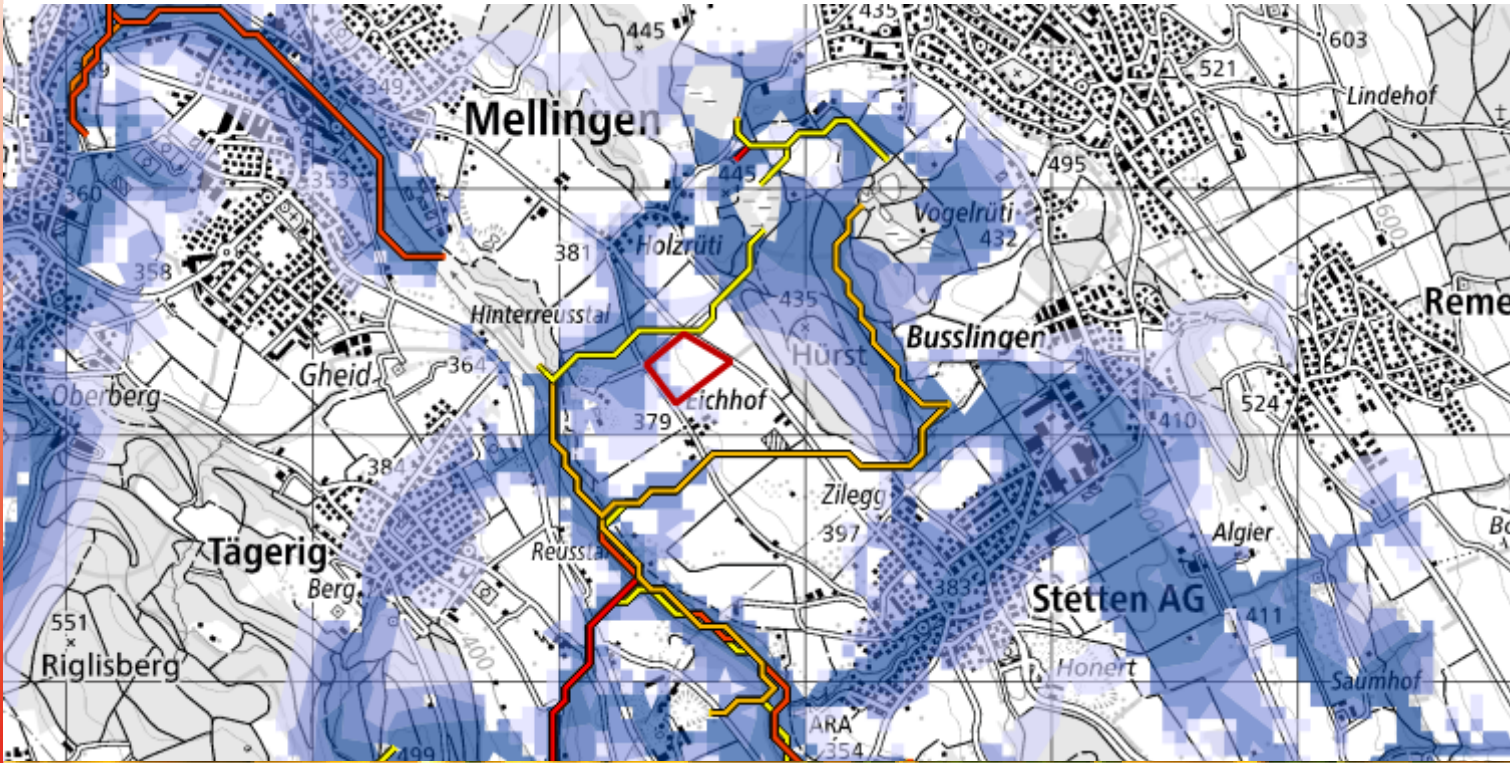 435
445
603
521
Lindehof
349
Mellingen
495
445
353
360
Vogelrüti
432
381
Holzrüti
358
600
435
Hinterreusstal
Reme
Busslingen
Hürst
364
Gheid
Oberberg
Eichhof
524
379
410
384
Zilegg
397
Algier
Tägerig
Reusstal
Berg
383
Stetten AG
551
411
400
Riglisberg
Honert
Saumhof
ARA
354
499